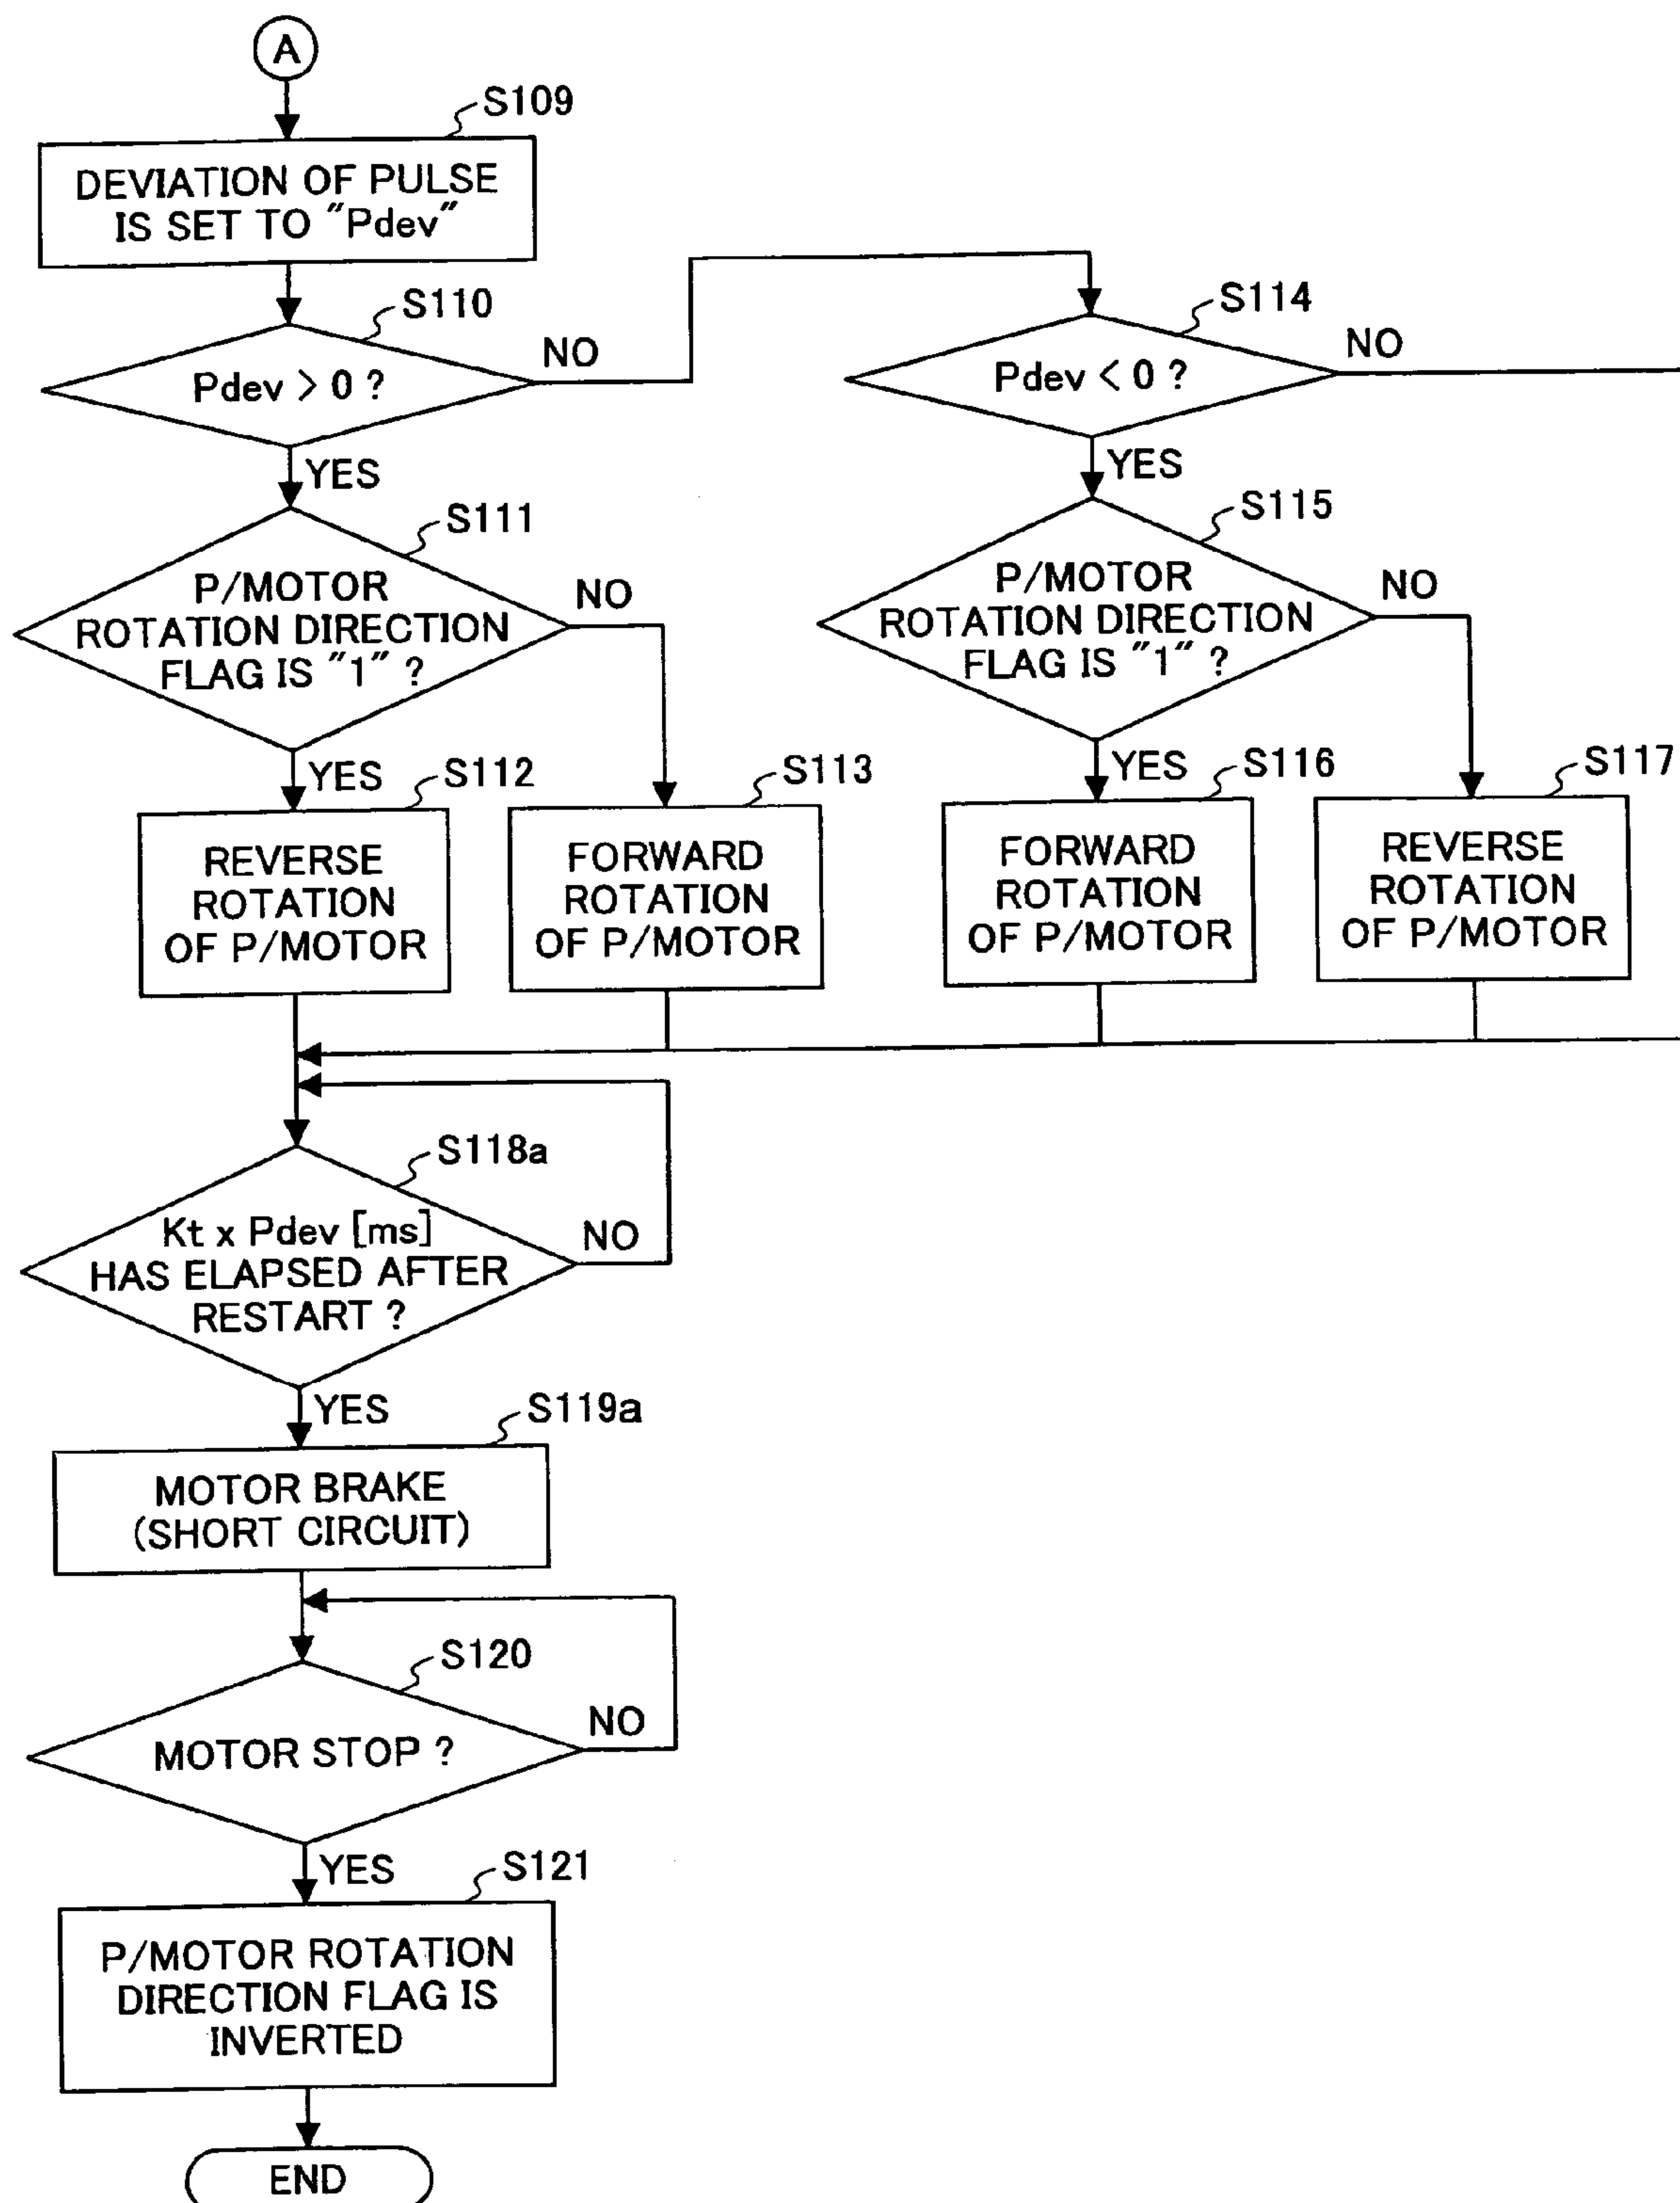 A
S109
DEVIATION OF PULSE
IS SET TO "Pdev"
S110
Pdev > 0 ?
NO
YES
S114
Pdev < 0 ?
NO
YES
S111
P/MOTOR
ROTATION DIRECTION
FLAG IS "1" ?
NO
YES
S115
P/MOTOR
ROTATION DIRECTION
FLAG IS "1" ?
NO
YES
S112
REVERSE
ROTATION
OF P/MOTOR
S113
FORWARD
ROTATION
OF P/MOTOR
S116
FORWARD
ROTATION
OF P/MOTOR
S117
REVERSE
ROTATION
OF P/MOTOR
S118a
Kt x Pdev [ms]
HAS ELAPSED AFTER
RESTART ?
NO
YES
S119a
MOTOR BRAKE
(SHORT CIRCUIT)
S120
MOTOR STOP ?
NO
YES
S121
P/MOTOR ROTATION
DIRECTION FLAG IS
INVERTED
END